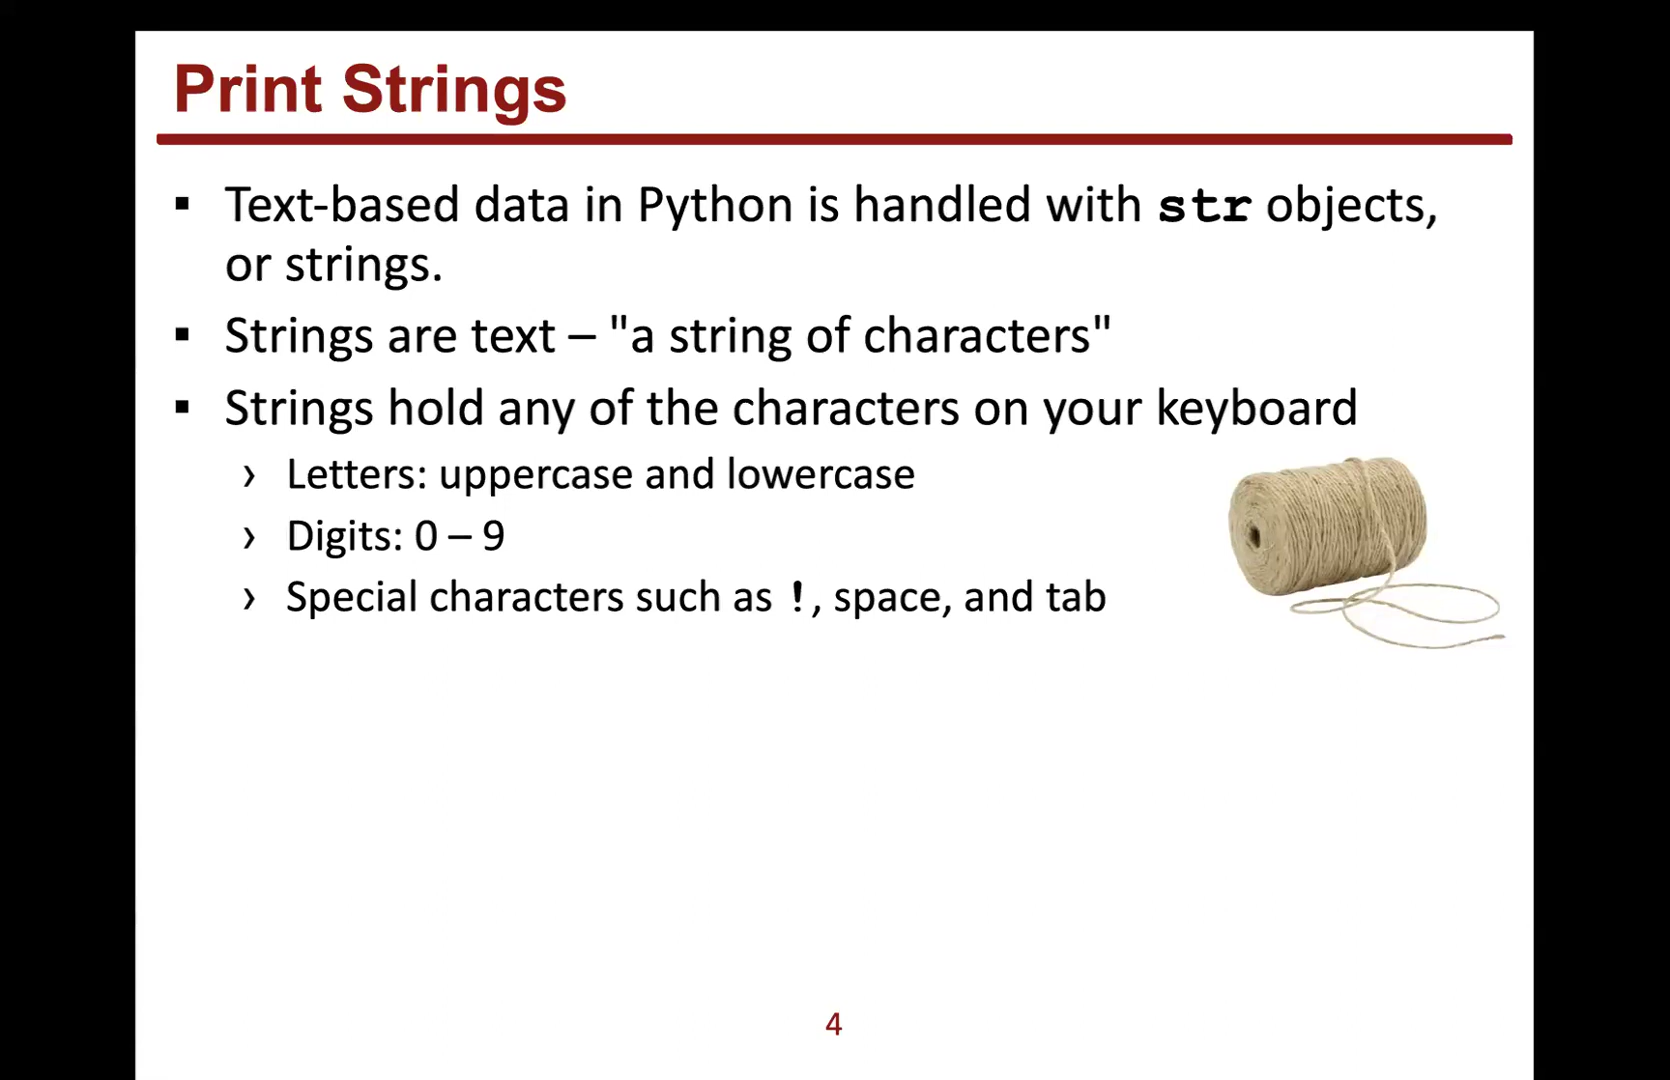 Print Strings
▪ Text-based data in Python is handled with str objects,
or strings.
▪ Strings are text – "a string of characters"
▪ Strings hold any of the characters on your keyboard
› Letters: uppercase and lowercase
› Digits: 0 – 9
› Special characters such as !, space, and tab
4